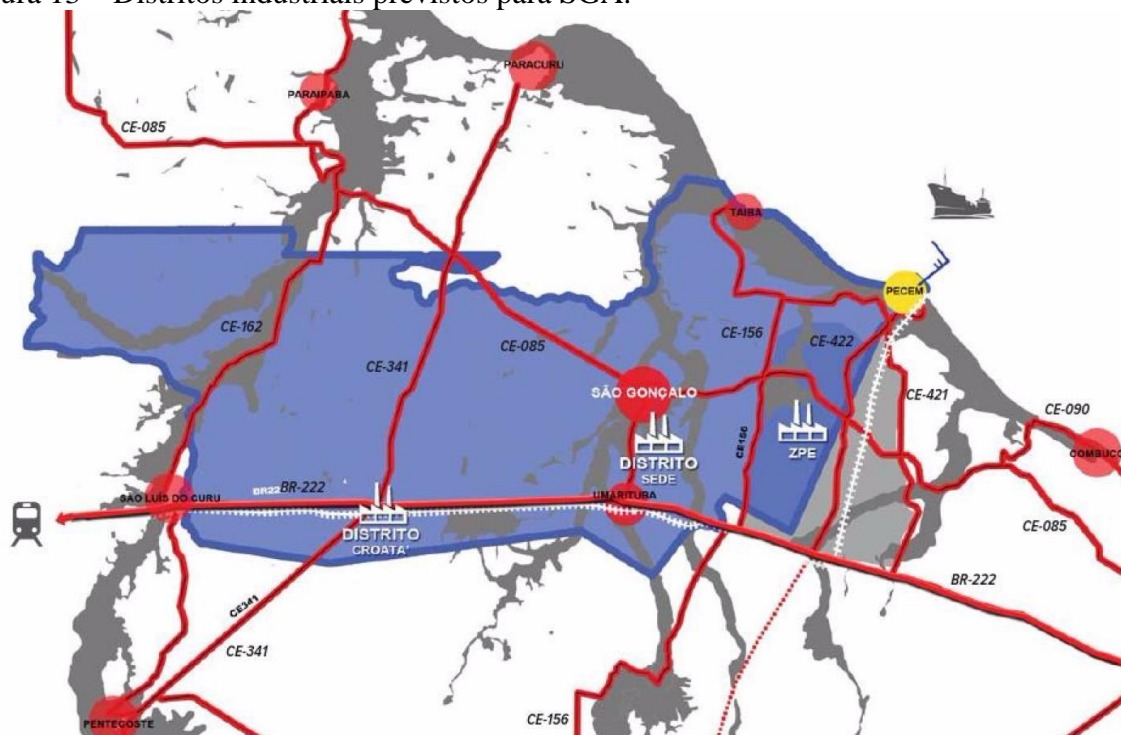 ura 15 – Distritos industriais previstos para SGA.
PARACURU
PARAIPABA
CE-085
TAÍBA
PECEM
CE-162
CE-341
CE-085
CE-156
CE-422
SÃO GONÇALO
CE-421
CE-090
COMBUCO
DISTRITO
SEDE
CE156
ZPE
SÃO LUÍS DO CURU
BR22
BR-222
UMARITUBA
DISTRITO
CROATA'
CE-085
BR-222
CE341
CE-341
PENTECOSTE
CE-156